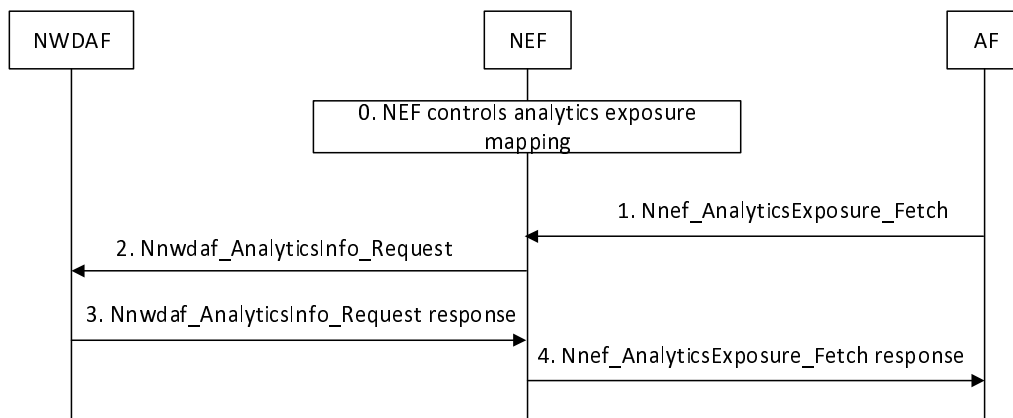 NWDAF
NEF
AF
0. NEF controls analytics exposure
mapping
1. Nnef_AnalyticsExposure_Fetch
2. Nnwdaf_AnalyticsInfo_Request
3. Nnwdaf_AnalyticsInfo_Request response
4. Nnef_AnalyticsExposure_Fetch response